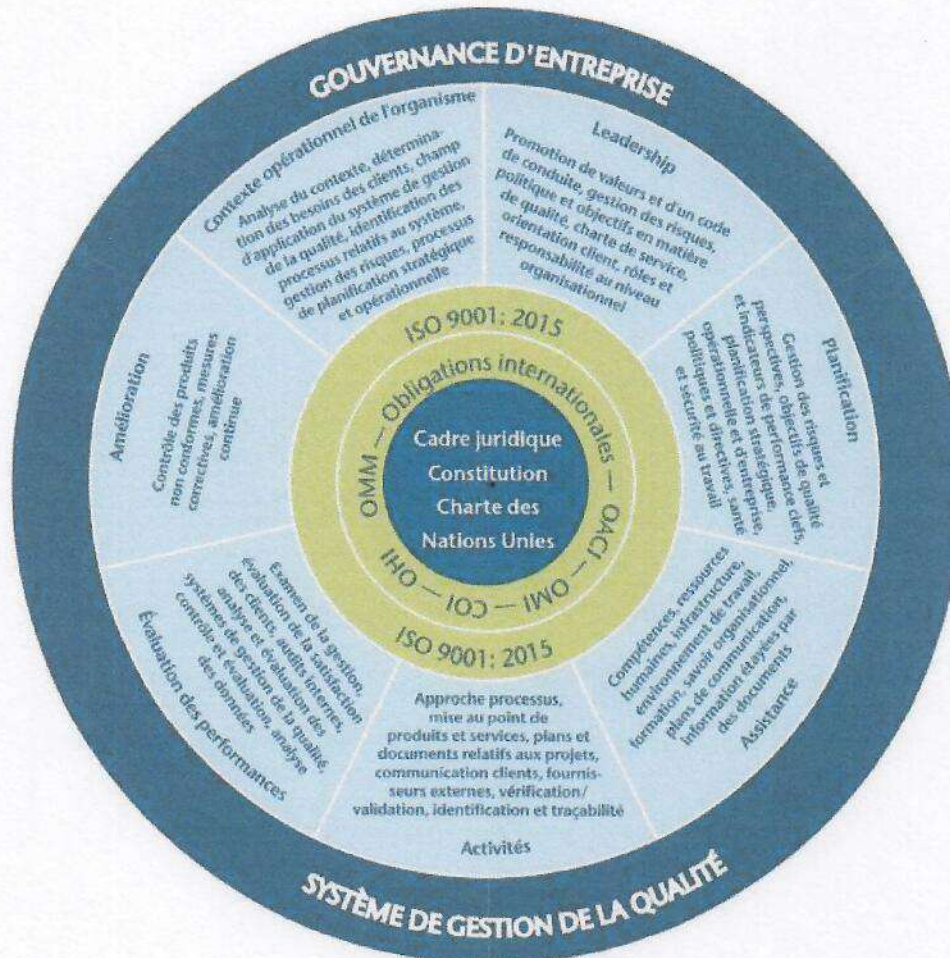 GOUVERNANCE D'ENTREPRISE
Contexte opérationnel de l'organisme
Analyse du contexte, détermina-
tion des besoins des clients, champ
d'application du système de gestion
de la qualité, identification des
processus relatifs au système,
gestion des risques, processus
de planification stratégique
et opérationnelle
Leadership
Promotion de valeurs et d'un code
de conduite, gestion des risques,
politique et objectifs en matière
de qualité, charte de service,
orientation client, rôles et
responsabilité au niveau
organisationnel
Planification
Gestion des risques et
perspectives, objectifs de qualité
et indicateurs de performance clefs,
planification stratégique,
opérationnelle et d'entreprise,
politiques et directives, santé
et sécurité au travail
Assistance
Compétences, ressources
humaines, infrastructure,
environnement de travail,
formation, savoir organisationnel,
plans de communication,
information étayées par
des documents
Approche processus,
mise au point de
produits et services, plans et
documents relatifs aux projets,
communication clients, fournis-
seurs externes, vérification/
validation, identification et traçabilité
Activités
Examen de la gestion,
évaluation de la satisfaction
des clients, audits internes,
analyse et évaluation des
systèmes de gestion de la qualité,
contrôle et évaluation, analyse
des données
Évaluation des performances
Amélioration
Contrôle des produits
non conformes, mesures
correctives, amélioration
continue
ISO 9001: 2015
OMM — Obligations internationales — OACI — OMI — COI — OHI
Cadre juridique
Constitution
Charte des
Nations Unies
ISO 9001: 2015
SYSTÈME DE GESTION DE LA QUALITÉ